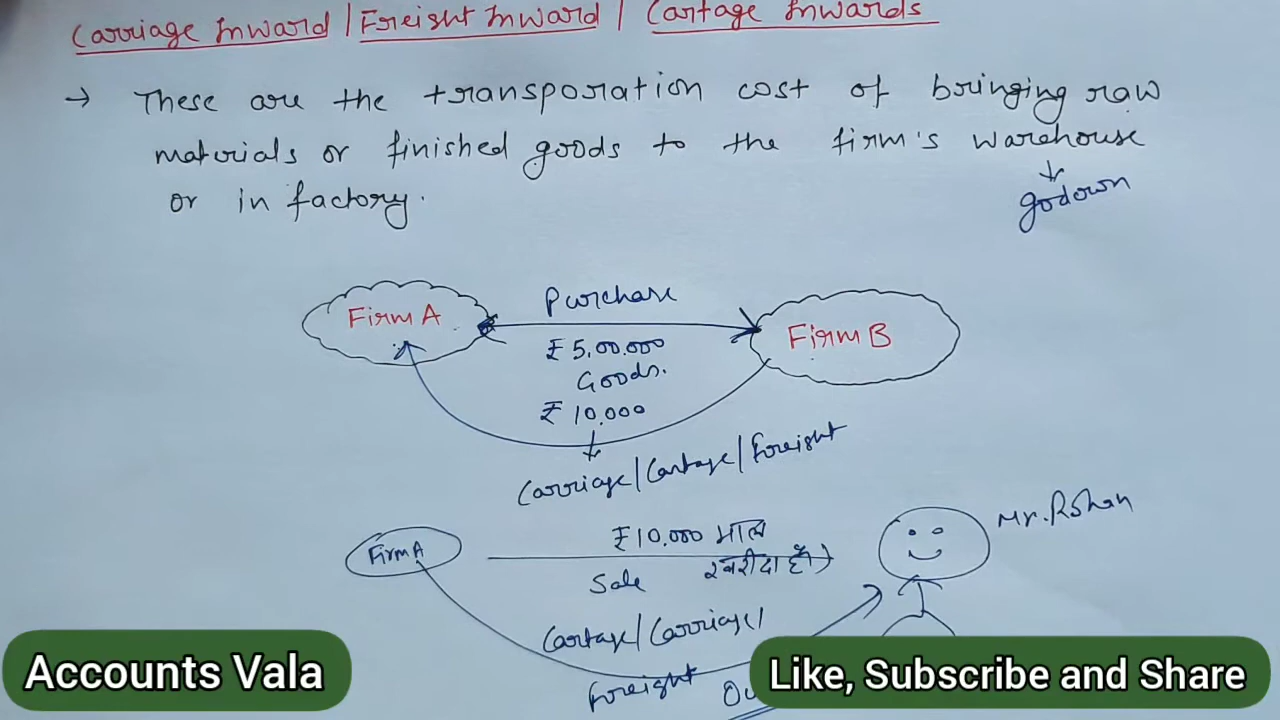 Carriage Inward / Freight Inward / Cartage Inwards
→ These are the transporation cost of bringing raw
materials or finished goods to the firm's warehouse
or in factory.
godown
Firm A
Purchase
Firm B
₹ 5,00,000
Goods.
₹ 10,000
Carriage/Cartage/Freight
Firm A
₹10,000 माल
खरीदा है
Sale
Mr. Rohan
Cartage/Carriage/
Freight
Accounts Vala
Like, Subscribe and Share